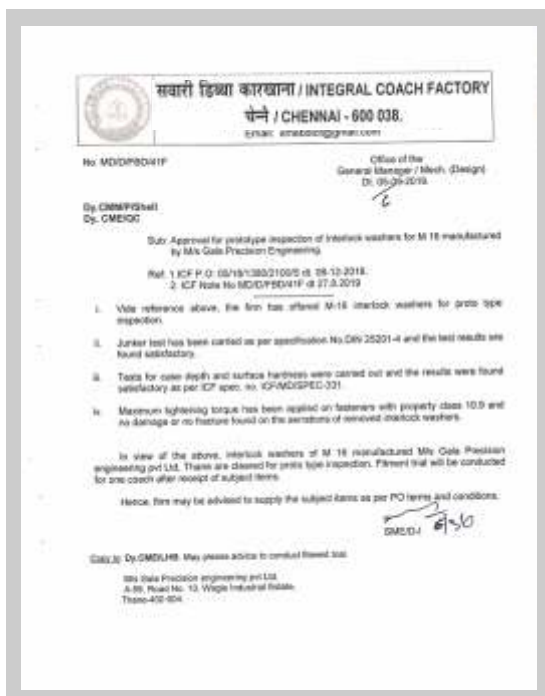 सवारी डिब्बा कारखाना / INTEGRAL COACH FACTORY
चेन्नै / CHENNAI - 600 038.
No. MD/D/PBD/41F
Office of the
General Manager / Mech. (Design)
Dy. CMM/P/Shell
Dy. CME/QC
Sub: Approval for prototype inspection of interlock washers for M 16 manufactured
by M/s Gala Precision Engineering.
Ref: 1 ICF P.O. dt. 08-12-2018.
2. ICF Note No MD/D/PBD/41F dt 27.8.2019
i. Vide reference above, the firm has offered M-16 interlock washers for proto type
inspection.
ii. Junker test has been carried as per specification No.DIN 25201-4 and the test results are
found satisfactory.
iii. Tests for case depth and surface hardness were carried out and the results were found
satisfactory as per ICF spec. no. ICF/MD/SPEC-331.
iv. Maximum tightening torque has been applied on fasteners with property class 10.9 and
no damage or no fracture found on the serrations of removed interlock washers.
In view of the above, interlock washers of M 16 manufactured M/s Gala Precision
engineering pvt Ltd, Thane are cleared for proto type inspection. Fitment trial will be conducted
for one coach after receipt of subject items.
Hence, firm may be advised to supply the subject items as per PO terms and conditions.
Copy to: Dy.CME/LHB: May please advice to conduct fitment trial
M/s Gala Precision engineering pvt Ltd.
A-59, Road No. 10, Wagle Industrial Estate,
Thane-400 604